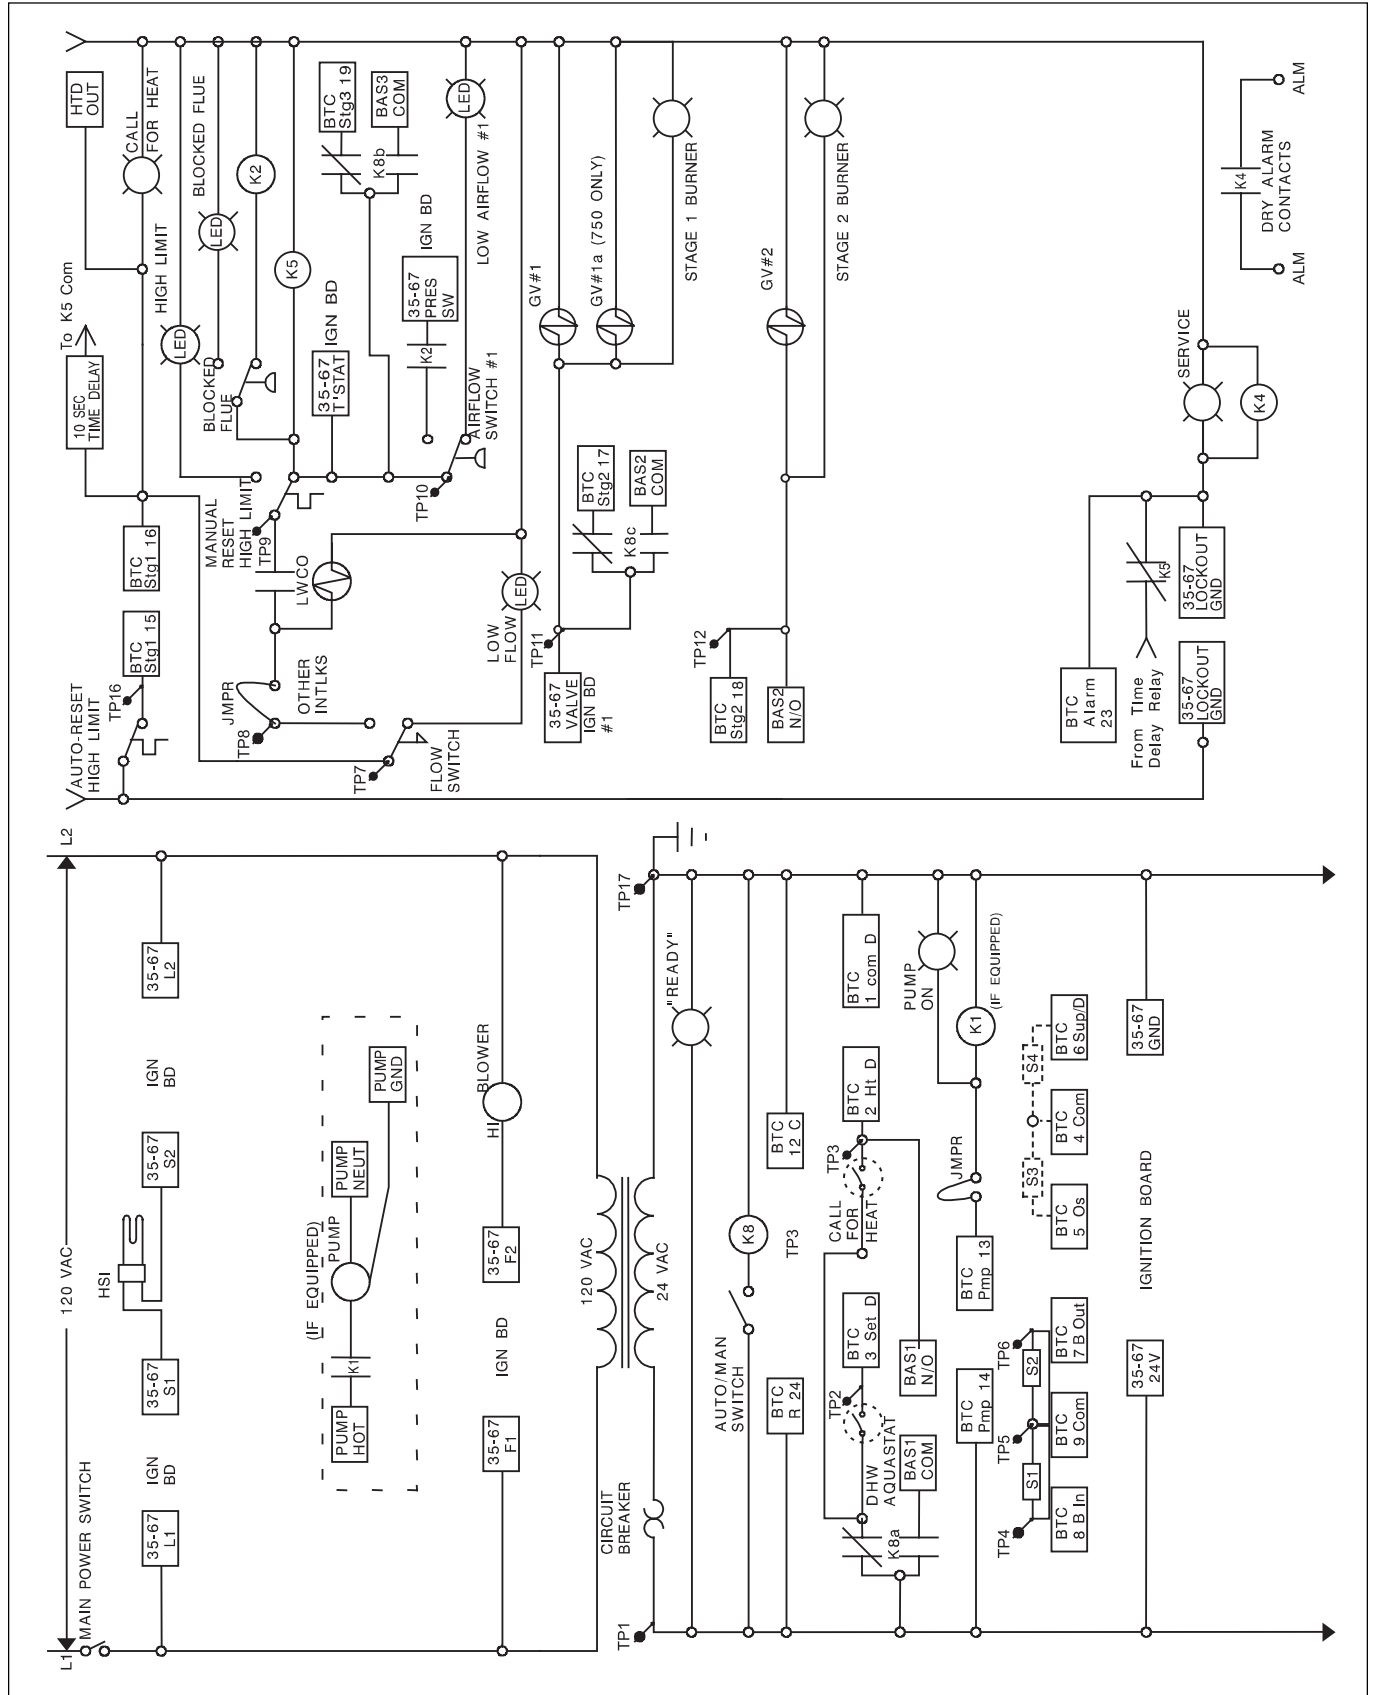 L1
L2
120 VAC
MAIN POWER SWITCH
35-67
L1
IGN
BD
35-67
S1
HSI
35-67
S2
IGN
BD
35-67
L2
(IF EQUIPPED)
PUMP
HOT
K1
PUMP
PUMP
NEUT
PUMP
GND
35-67
F1
IGN BD
35-67
F2
HI
BLOWER
120 VAC
24 VAC
CIRCUIT
BREAKER
TP1
TP17
"READY"
AUTO/MAN
SWITCH
K8
BTC
R 24
TP3
BTC
12 C
K8a
DHW
AQUASTAT
TP2
BTC
3 Set D
CALL
FOR
HEAT
TP3
BTC
2 Ht D
BTC
1 com D
BAS1
COM
BAS1
N/O
PUMP
ON
BTC
Pmp 14
BTC
Pmp 13
JMPR
K1
(IF EQUIPPED)
TP4
S1
TP5
S2
TP6
BTC
8 B In
BTC
9 Com
BTC
7 B Out
S3
S4
BTC
5 Os
BTC
4 Com
BTC
6 Sup/D
35-67
24V
IGNITION BOARD
35-67
GND
AUTO-RESET
HIGH LIMIT
TP16
BTC
Stg1 15
BTC
Stg1 16
10 SEC
TIME DELAY
To K5 Com
HTD
OUT
CALL
FOR HEAT
HIGH LIMIT
LED
BLOCKED FLUE
LED
BLOCKED
FLUE
K2
K5
MANUAL
RESET
HIGH LIMIT
TP9
LWCO
JMPR
TP8
OTHER
INTLKS
TP7
FLOW
SWITCH
LOW
FLOW
LED
35-67
T'STAT
IGN BD
BTC
Stg3 19
BAS3
COM
K8b
TP10
K2
35-67
PRES
SW
IGN BD
AIRFLOW
SWITCH #1
LED
LOW AIRFLOW #1
35-67
VALVE
IGN BD
#1
TP11
GV#1
GV#1a (750 ONLY)
STAGE 1 BURNER
K8c
BTC
Stg2 17
BAS2
COM
BTC
Stg2 18
TP12
BAS2
N/O
GV#2
STAGE 2 BURNER
BTC
Alarm
23
From TIme
Delay Relay
K5
35-67
LOCKOUT
GND
35-67
LOCKOUT
GND
SERVICE
K4
ALM
K4
DRY ALARM
CONTACTS
ALM